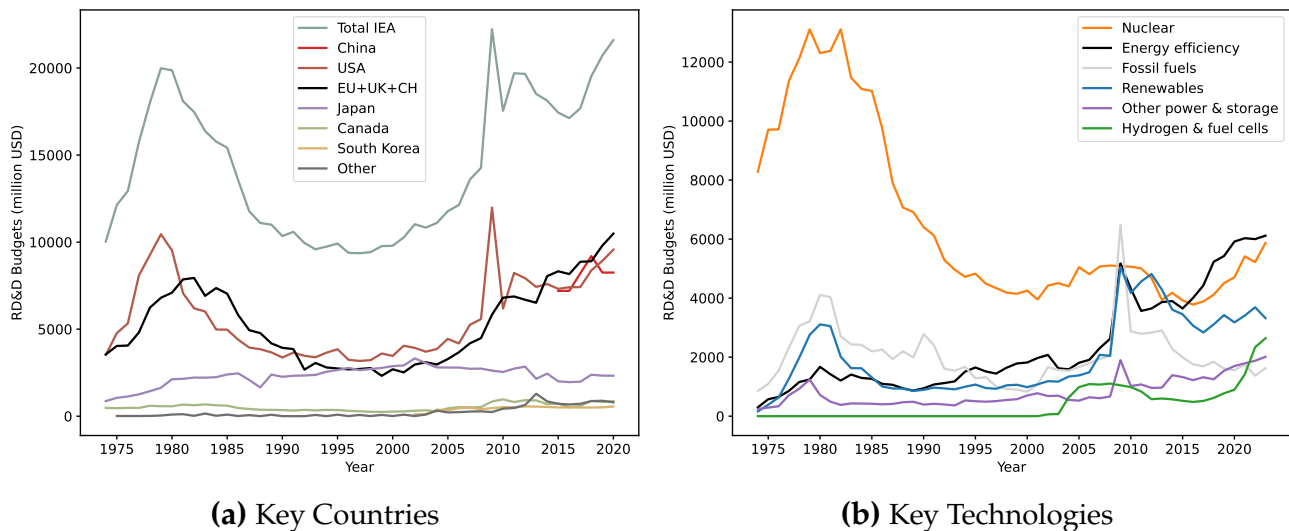 Total IEA
China
USA
EU+UK+CH
Japan
Canada
South Korea
Other
RD&D Budgets (million USD)
20000
15000
10000
5000
0
1975 1980 1985 1990 1995 2000 2005 2010 2015 2020
Year
(a) Key Countries
Nuclear
Energy efficiency
Fossil fuels
Renewables
Other power & storage
Hydrogen & fuel cells
RD&D Budgets (million USD)
12000
10000
8000
6000
4000
2000
0
1975 1980 1985 1990 1995 2000 2005 2010 2015 2020
Year
(b) Key Technologies